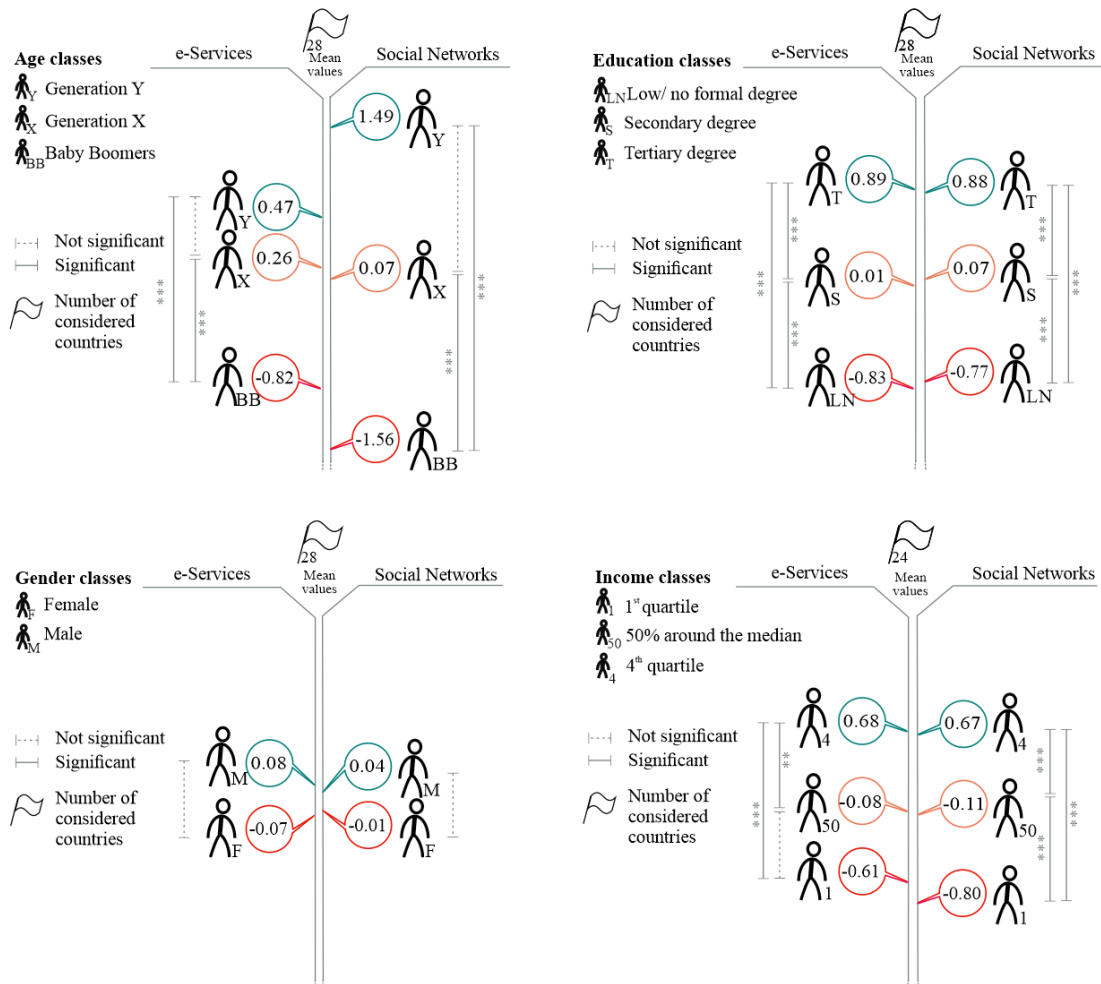 28
Mean
values
e-Services
Social Networks
Age classes
Y Generation Y
X Generation X
BB Baby Boomers
Not significant
Significant
Number of
considered
countries
1.49
Y
0.47
Y
0.26
X
0.07
X
-0.82
BB
-1.56
BB
***
***
***
***
28
Mean
values
e-Services
Social Networks
Education classes
LN Low/ no formal degree
S Secondary degree
T Tertiary degree
Not significant
Significant
Number of
considered
countries
0.89
T
0.88
T
0.01
S
0.07
S
-0.83
LN
-0.77
LN
***
***
***
***
***
***
28
Mean
values
e-Services
Social Networks
Gender classes
F Female
M Male
Not significant
Significant
Number of
considered
countries
0.08
M
0.04
M
-0.07
F
-0.01
F
24
Mean
values
e-Services
Social Networks
Income classes
1 1st quartile
50 50% around the median
4 4th quartile
Not significant
Significant
Number of
considered
countries
0.68
4
0.67
4
-0.08
50
-0.11
50
-0.61
1
-0.80
1
***
**
***
***
***